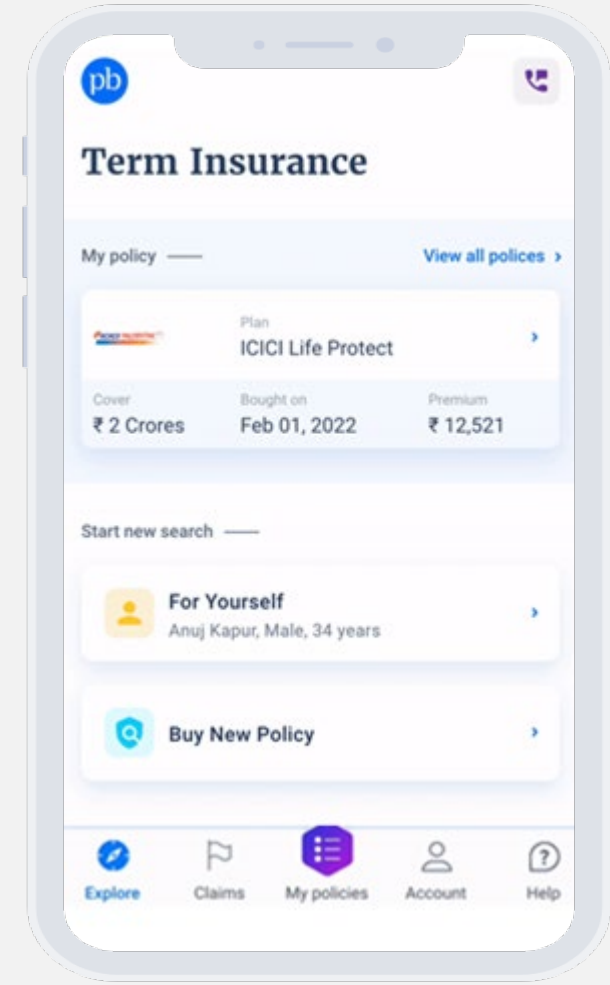 pb
Term Insurance
My policy
View all polices
Plan
ICICI Life Protect
Cover
₹ 2 Crores
Bought on
Feb 01, 2022
Premium
₹ 12,521
Start new search
For Yourself
Anuj Kapur, Male, 34 years
Buy New Policy
Explore
Claims
My policies
Account
?
Help